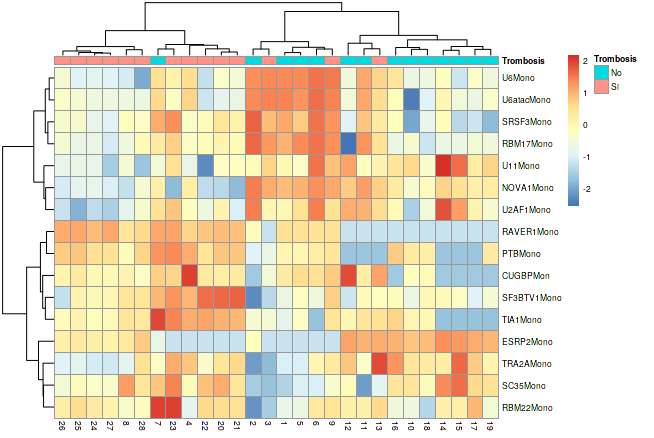 Trombosis
Trombosis
No
SI
2
1
0
-1
-2
U6Mono
U6atacMono
SRSF3Mono
RBM17Mono
U11Mono
NOVA1Mono
U2AF1Mono
RAVER1Mono
PTBMono
CUGBPMon
SF3BTV1Mono
TIA1Mono
ESRP2Mono
TRA2AMono
SC35Mono
RBM22Mono
26 25 24 27 8 28 7 23 4 22 20 21 2 3 1 5 6 9 12 11 13 16 10 18 14 15 17 19